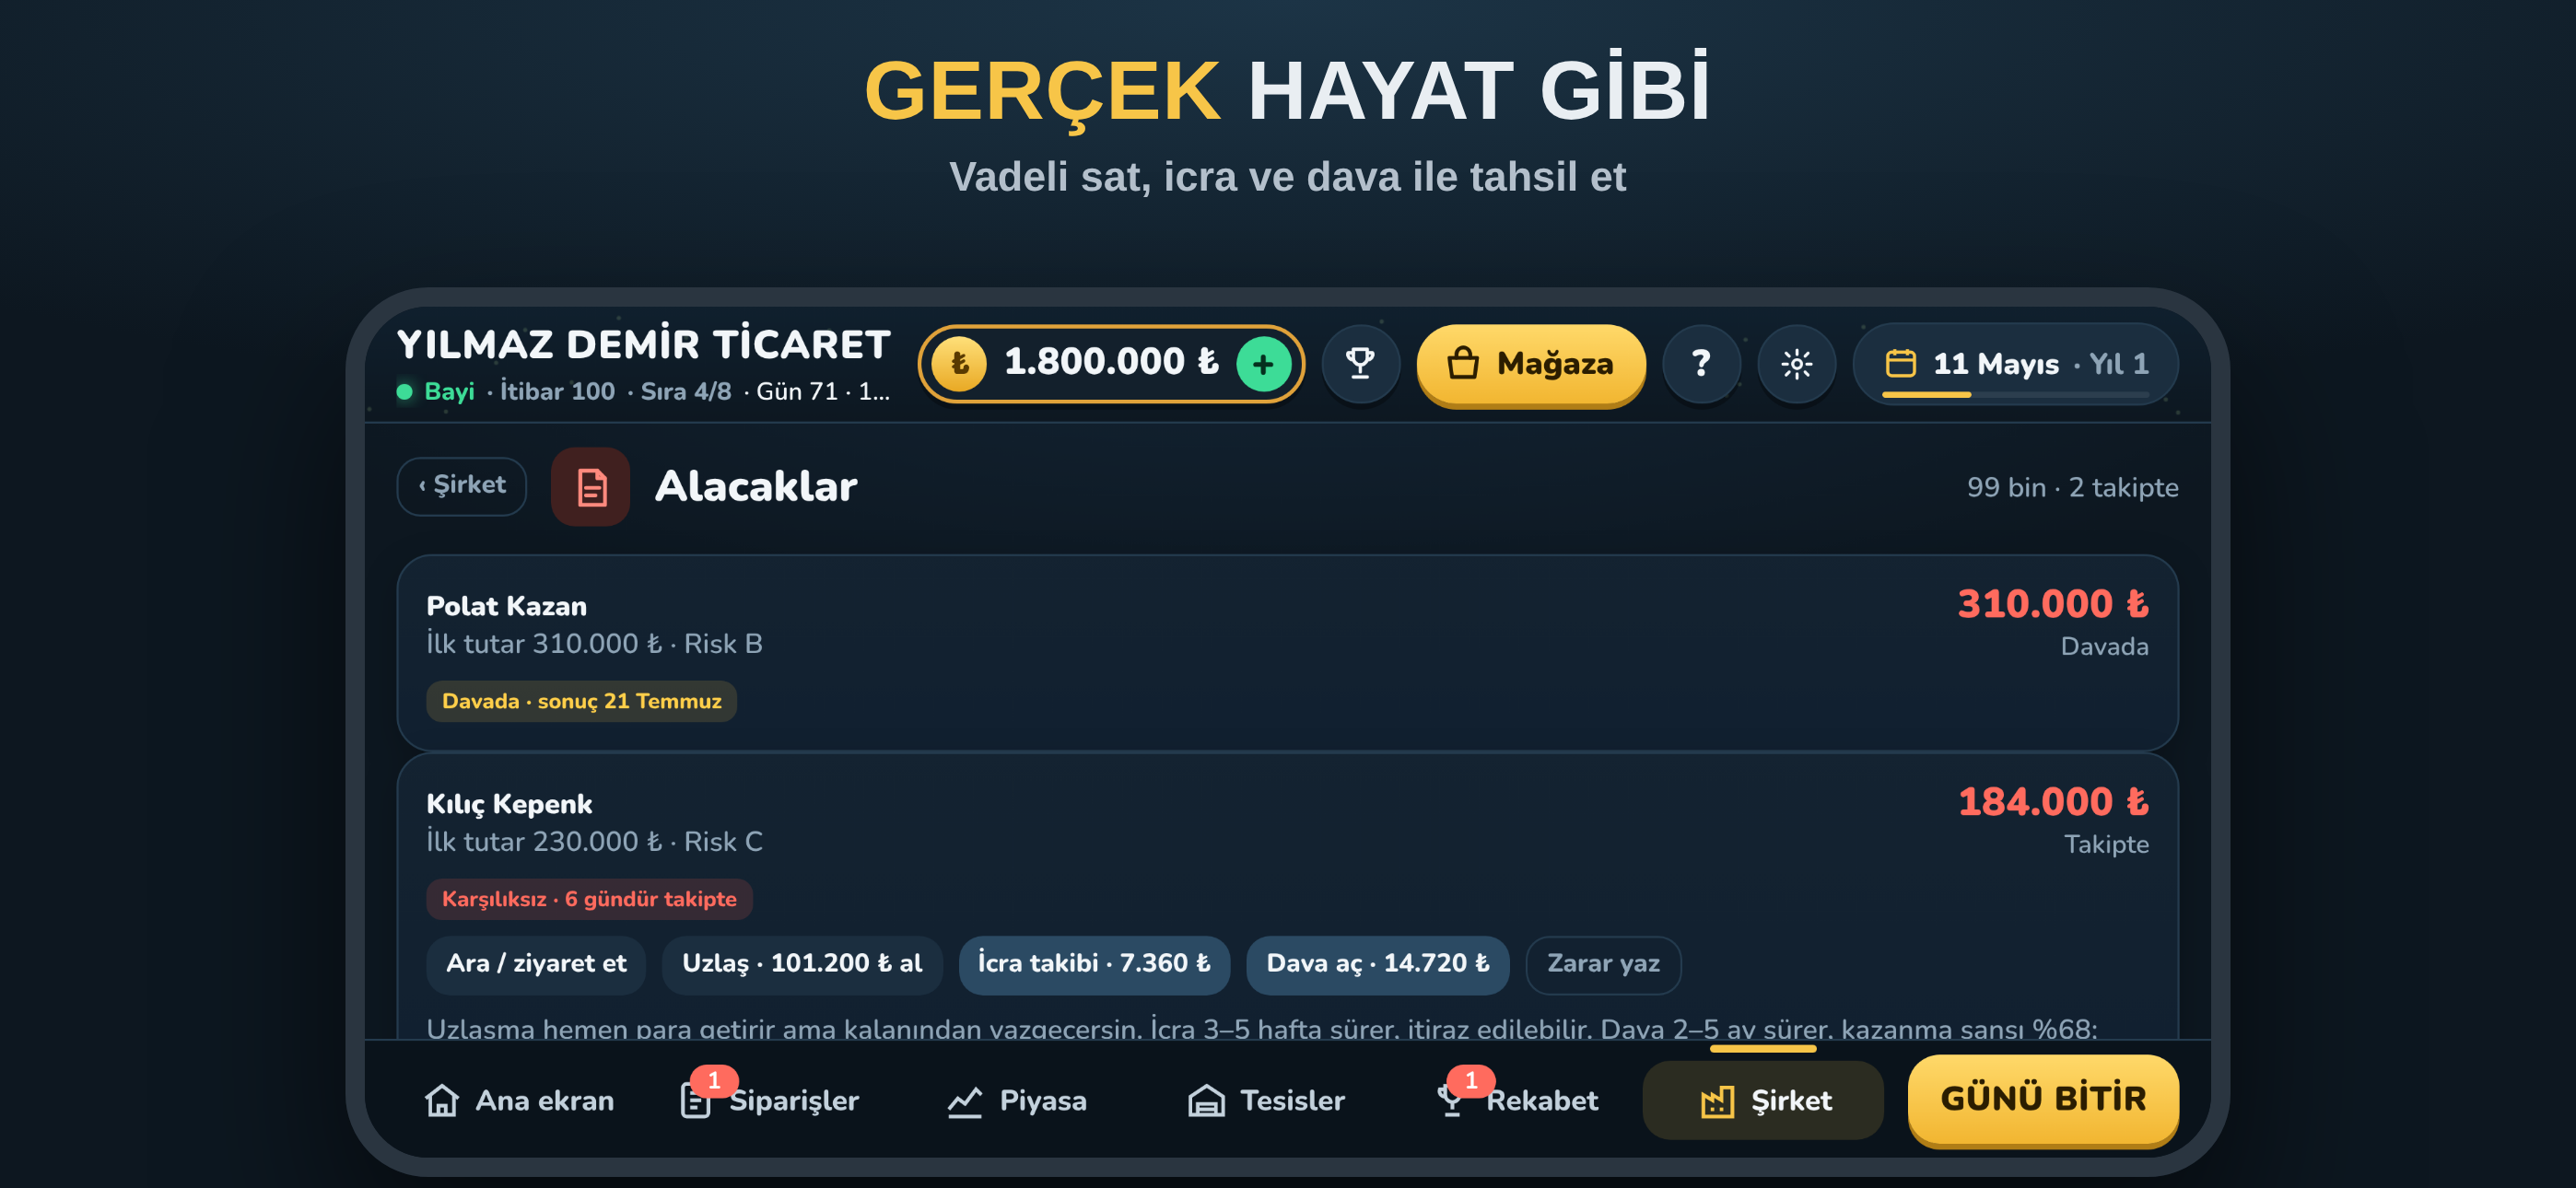 GERÇEK HAYAT GİBİ
Vadeli sat, icra ve dava ile tahsil et
YILMAZ DEMİR TİCARET
Bayi · İtibar 100 · Sıra 4/8 · Gün 71 · 1...
₺ 1.800.000 ₺ +
Mağaza
?
11 Mayıs · Yıl 1
‹ Şirket
Alacaklar
99 bin · 2 takipte
Polat Kazan
310.000 ₺
İlk tutar 310.000 ₺ · Risk B
Davada
Davada · sonuç 21 Temmuz
Kılıç Kepenk
184.000 ₺
İlk tutar 230.000 ₺ · Risk C
Takipte
Karşılıksız · 6 gündür takipte
Ara / ziyaret et
Uzlaş · 101.200 ₺ al
İcra takibi · 7.360 ₺
Dava aç · 14.720 ₺
Zarar yaz
Uzlaşma hemen para getirir ama kalanından vazgeçersin. İcra 3–5 hafta sürer, itiraz edilebilir. Dava 2–5 ay sürer, kazanma şansı %68;
Ana ekran
1 Siparişler
Piyasa
Tesisler
1 Rekabet
Şirket
GÜNÜ BİTİR